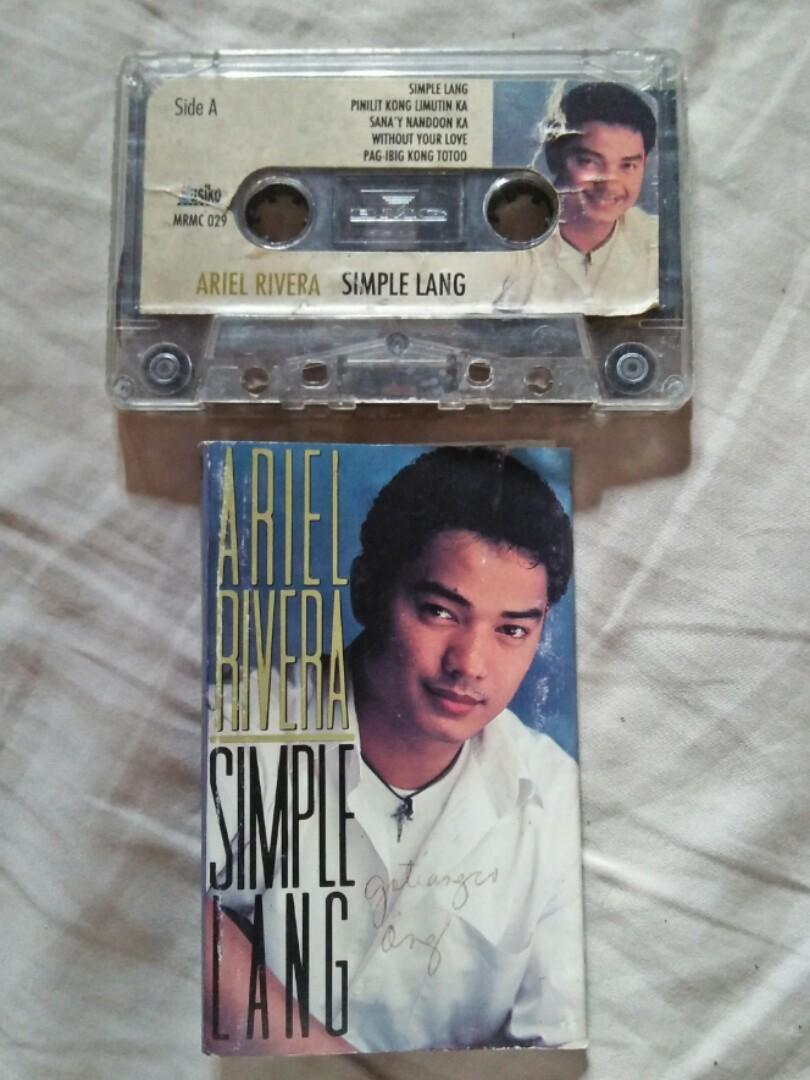 Side A
SIMPLE LANG
PINILIT KONG LIMUTIN KA
SANA'Y NANDOON KA
WITHOUT YOUR LOVE
PAG-IBIG KONG TOTOO
MRMC 029
BMG
ARIEL RIVERA SIMPLE LANG
ARIEL
RIVERA
SIMPLE
LANG